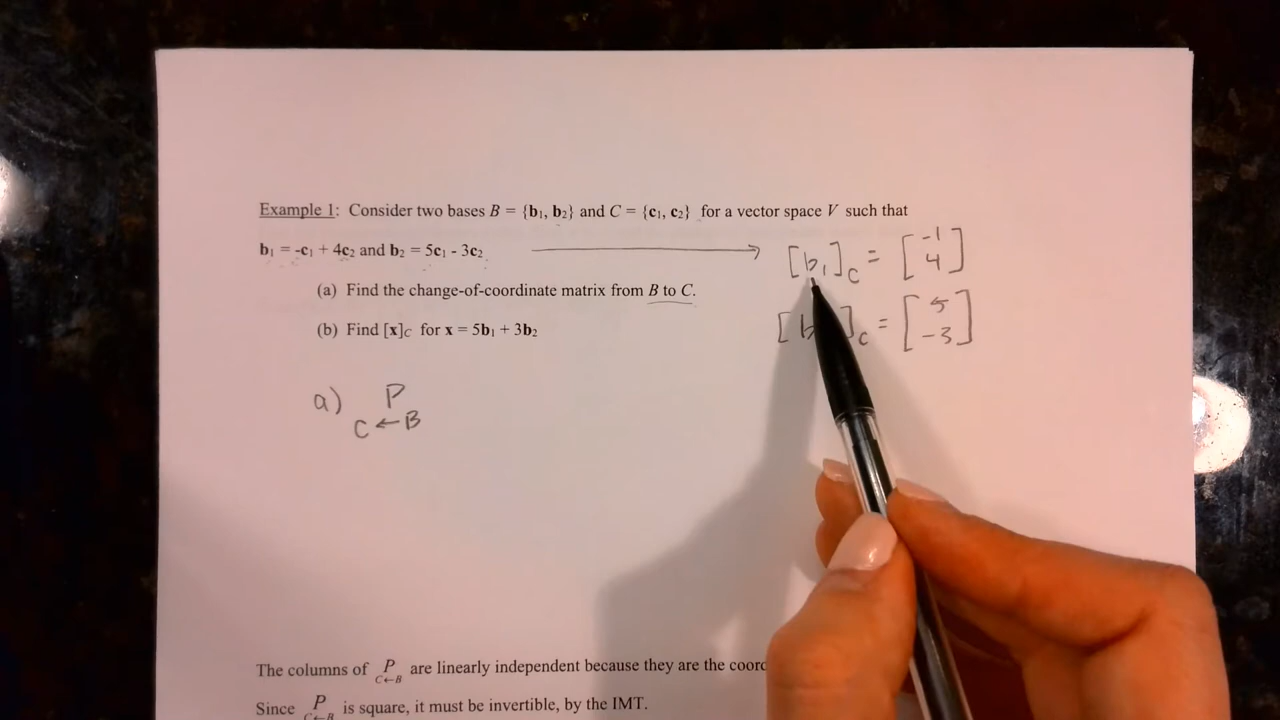 Example 1: Consider two bases B = {b1, b2} and C = {c1, c2} for a vector space V such that
b1 = -c1 + 4c2 and b2 = 5c1 - 3c2
[b1]C = [-1 4]
(a) Find the change-of-coordinate matrix from B to C.
(b) Find [x]C for x = 5b1 + 3b2
[b ]C = [5 -3]
a) P
C←B
The columns of P C←B are linearly independent because they are the
Since P C←B is square, it must be invertible, by the IMT.